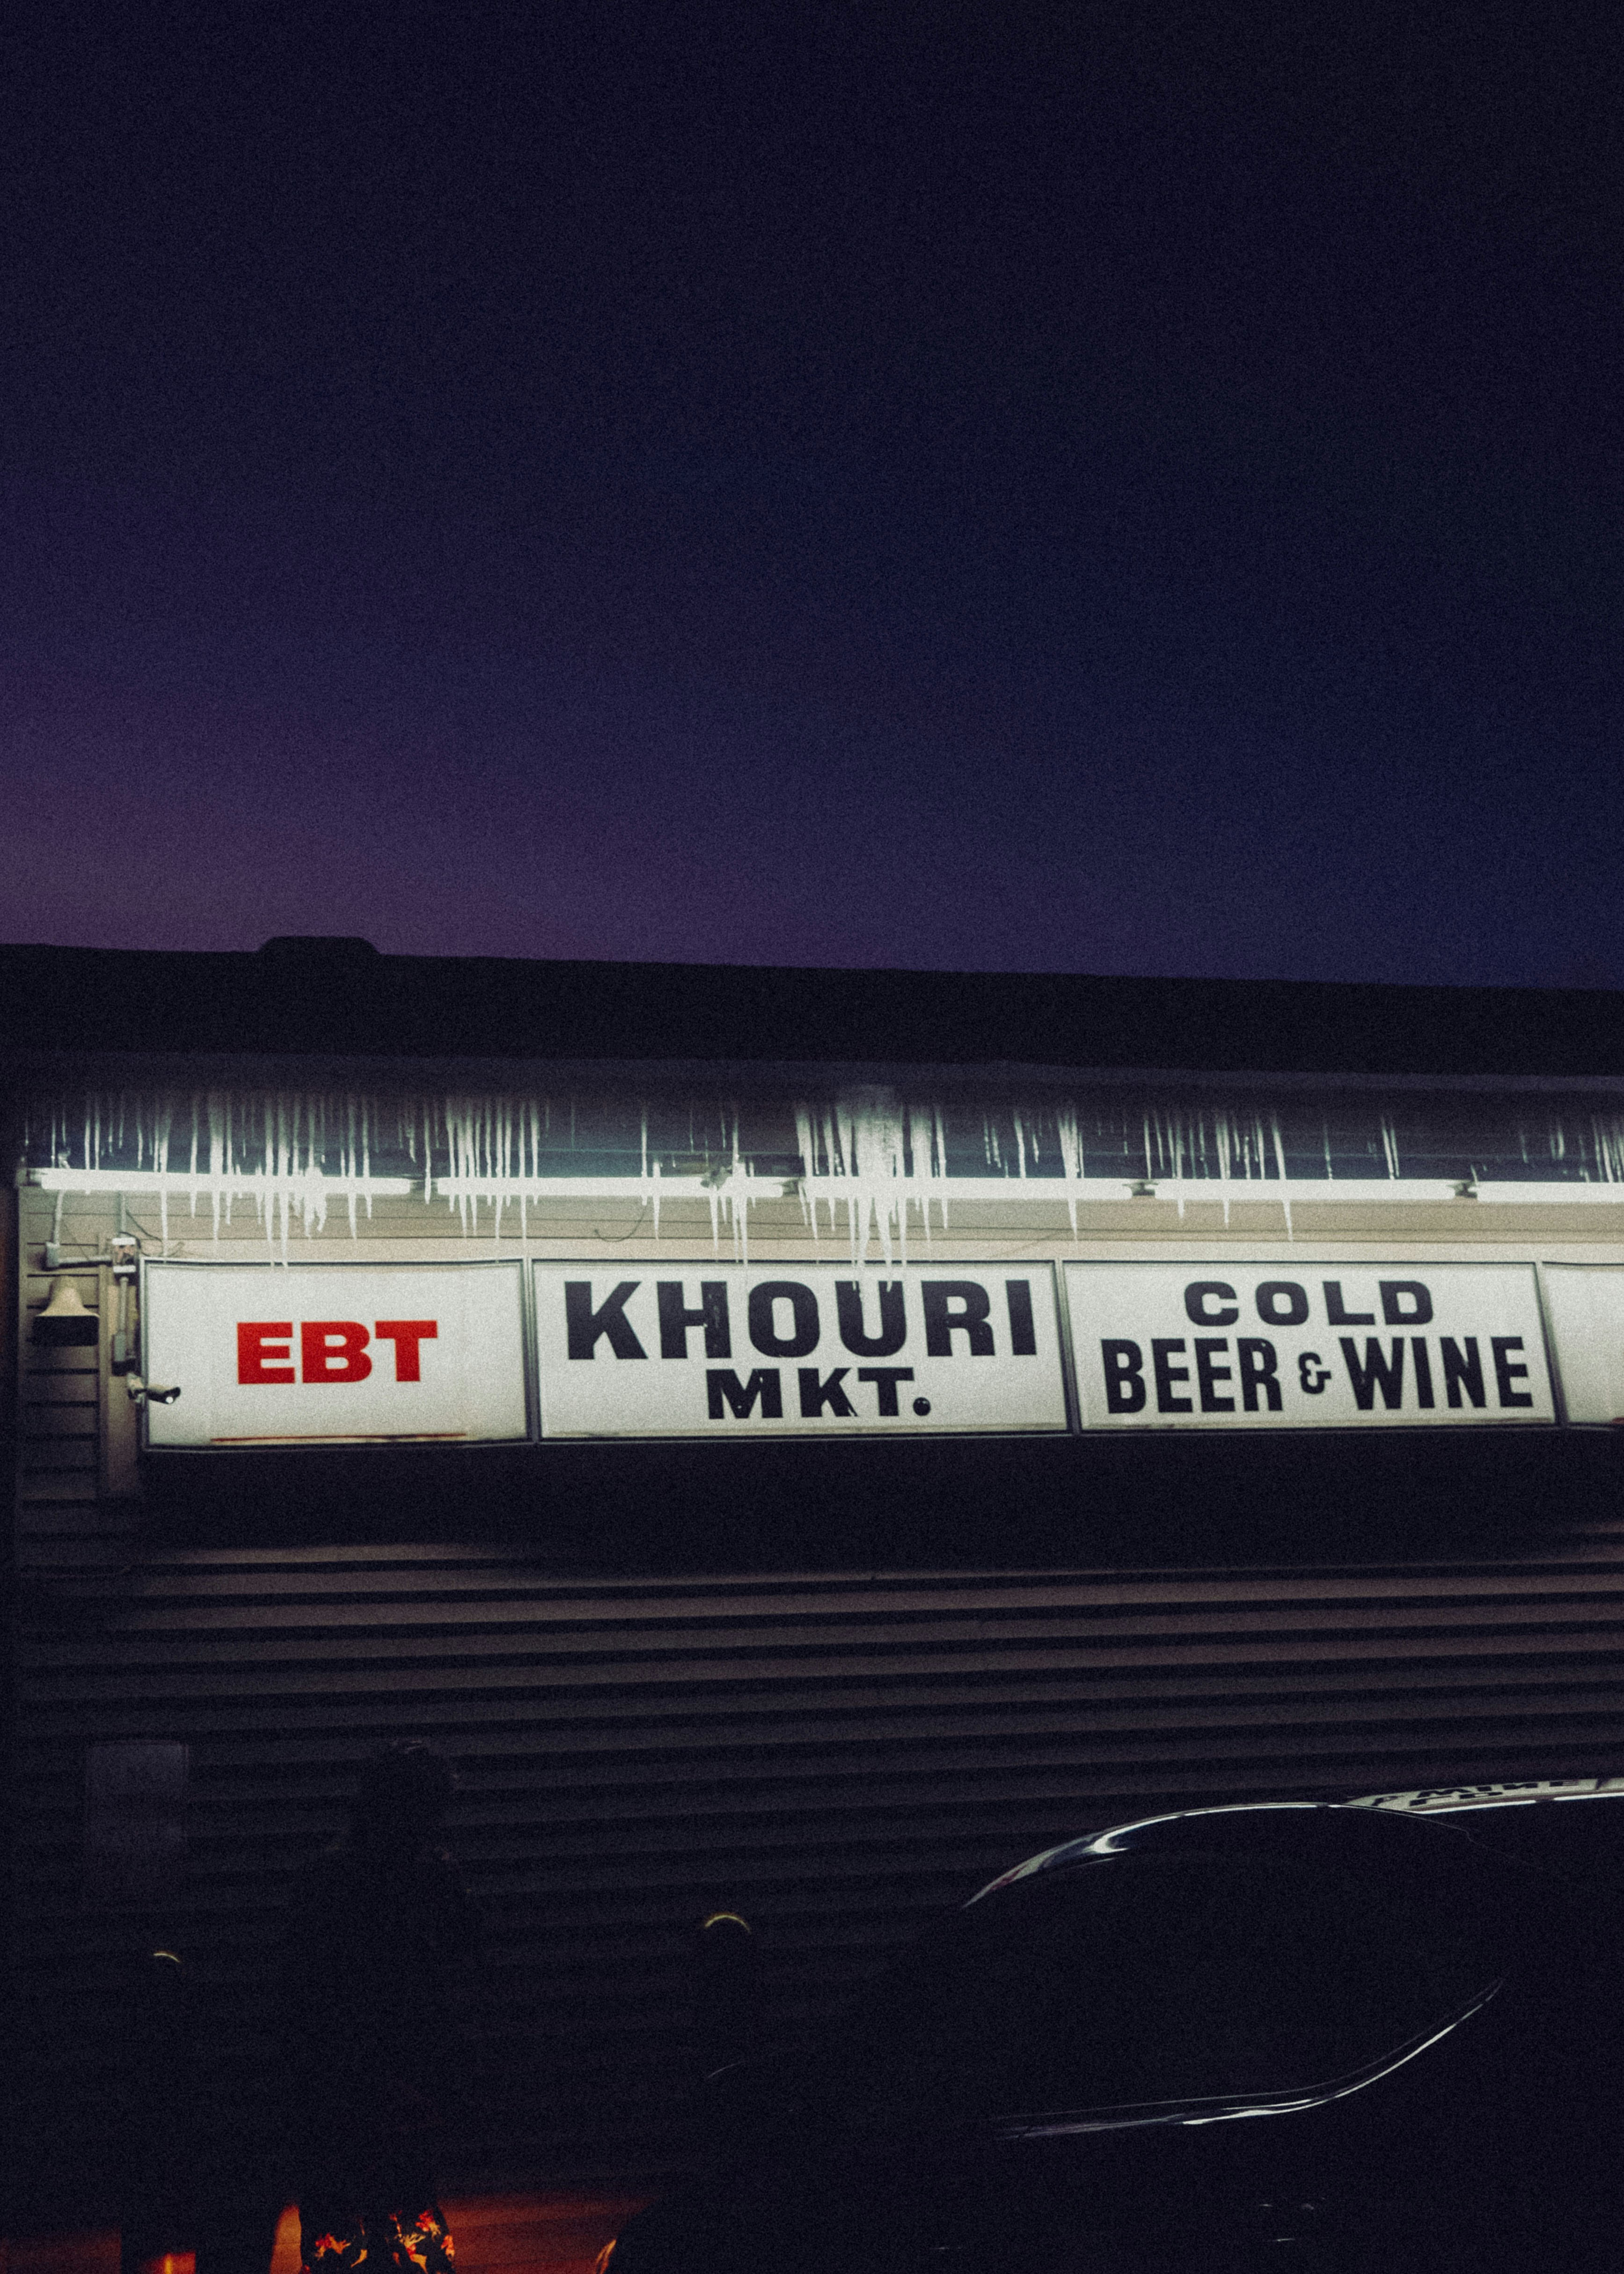 EBT
KHOURI
MKT.
COLD
BEER & WINE